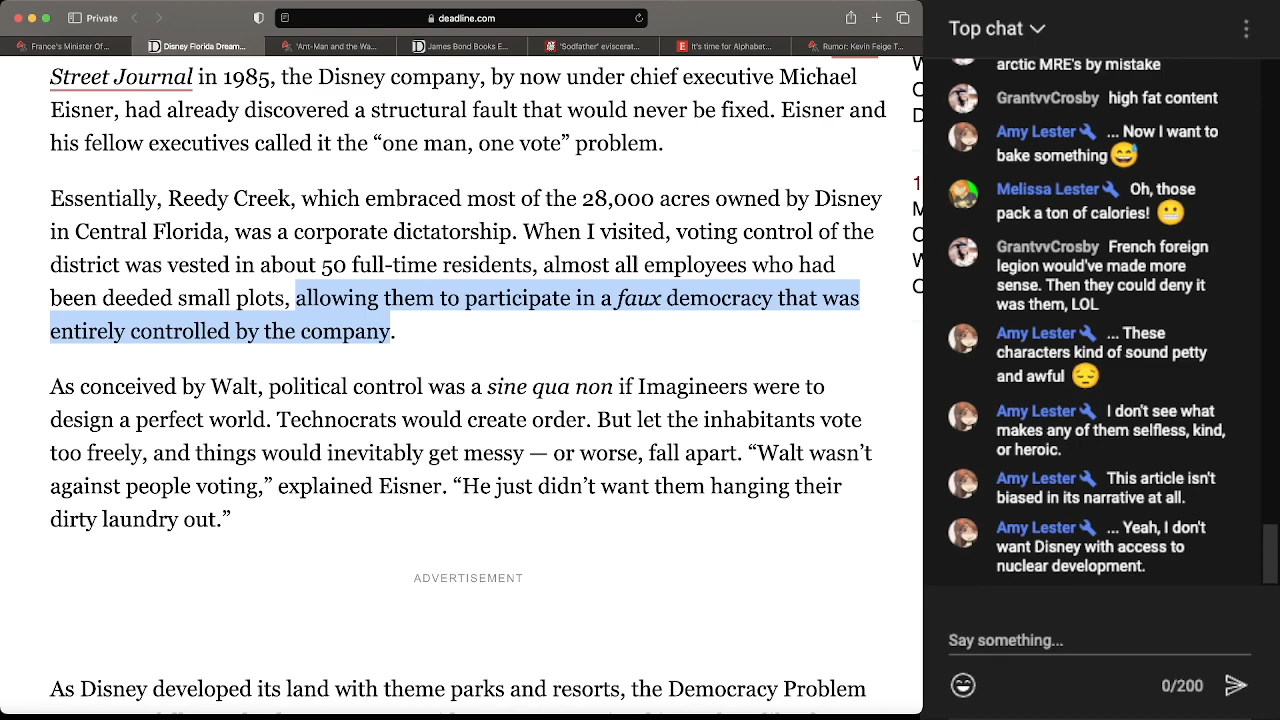 Private
deadline.com
France's Minister Of...
Disney Florida Dream...
'Ant-Man and the Wa...
James Bond Books E...
'Sodfather' eviscerat...
It's time for Alphabet...
Rumor: Kevin Feige T...
Street Journal in 1985, the Disney company, by now under chief executive Michael
Eisner, had already discovered a structural fault that would never be fixed. Eisner and
his fellow executives called it the “one man, one vote” problem.
Essentially, Reedy Creek, which embraced most of the 28,000 acres owned by Disney
in Central Florida, was a corporate dictatorship. When I visited, voting control of the
district was vested in about 50 full-time residents, almost all employees who had
been deeded small plots, allowing them to participate in a faux democracy that was
entirely controlled by the company.
As conceived by Walt, political control was a sine qua non if Imagineers were to
design a perfect world. Technocrats would create order. But let the inhabitants vote
too freely, and things would inevitably get messy — or worse, fall apart. “Walt wasn’t
against people voting,” explained Eisner. “He just didn’t want them hanging their
dirty laundry out.”
ADVERTISEMENT
As Disney developed its land with theme parks and resorts, the Democracy Problem
Top chat
arctic MRE's by mistake
GrantvvCrosby high fat content
Amy Lester ... Now I want to
bake something
Melissa Lester Oh, those
pack a ton of calories!
GrantvvCrosby French foreign
legion would've made more
sense. Then they could deny it
was them, LOL
Amy Lester ... These
characters kind of sound petty
and awful
Amy Lester I don't see what
makes any of them selfless, kind,
or heroic.
Amy Lester This article isn't
biased in its narrative at all.
Amy Lester ... Yeah, I don't
want Disney with access to
nuclear development.
Say something...
0/200